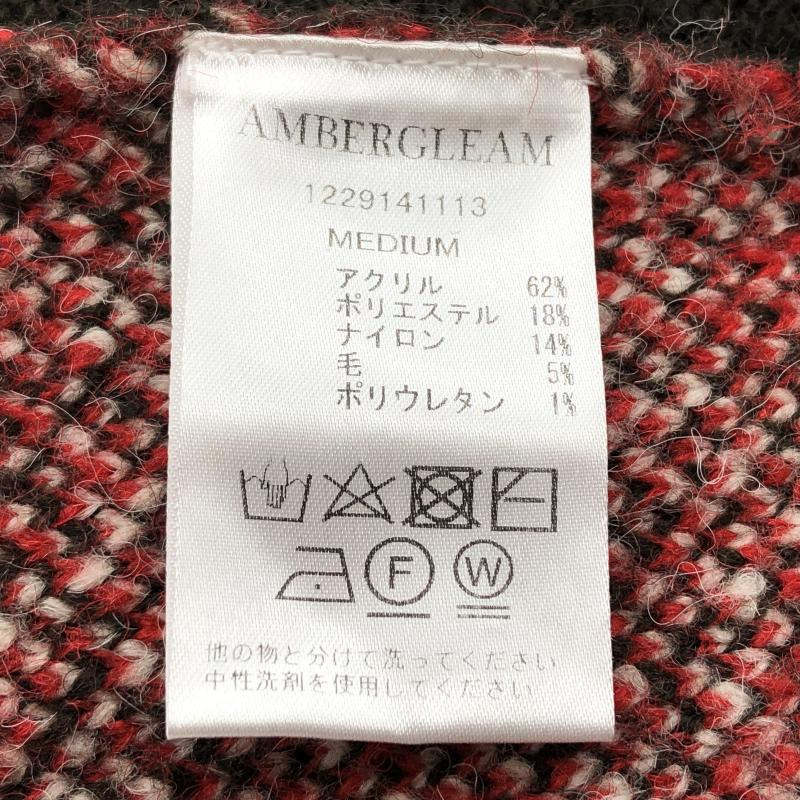 AMBERGLEAM
1229141113
MEDIUM
アクリル 62%
ポリエステル 18%
ナイロン 14%
毛 5%
ポリウレタン 1%
F W
他の物と分けて洗ってください
中性洗剤を使用してください